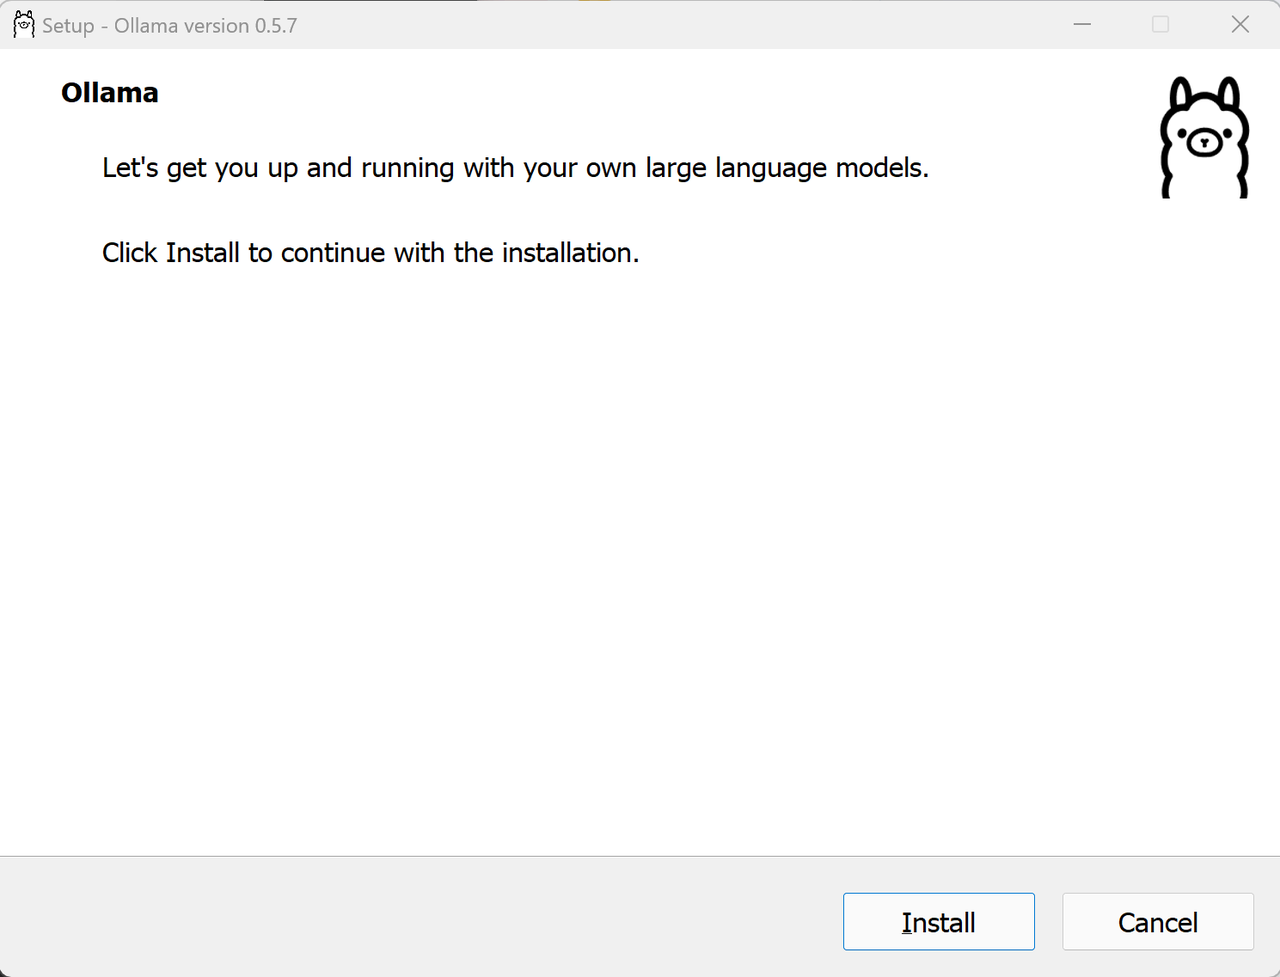 Setup - Ollama version 0.5.7
Ollama
Let's get you up and running with your own large language models.
Click Install to continue with the installation.
Install
Cancel